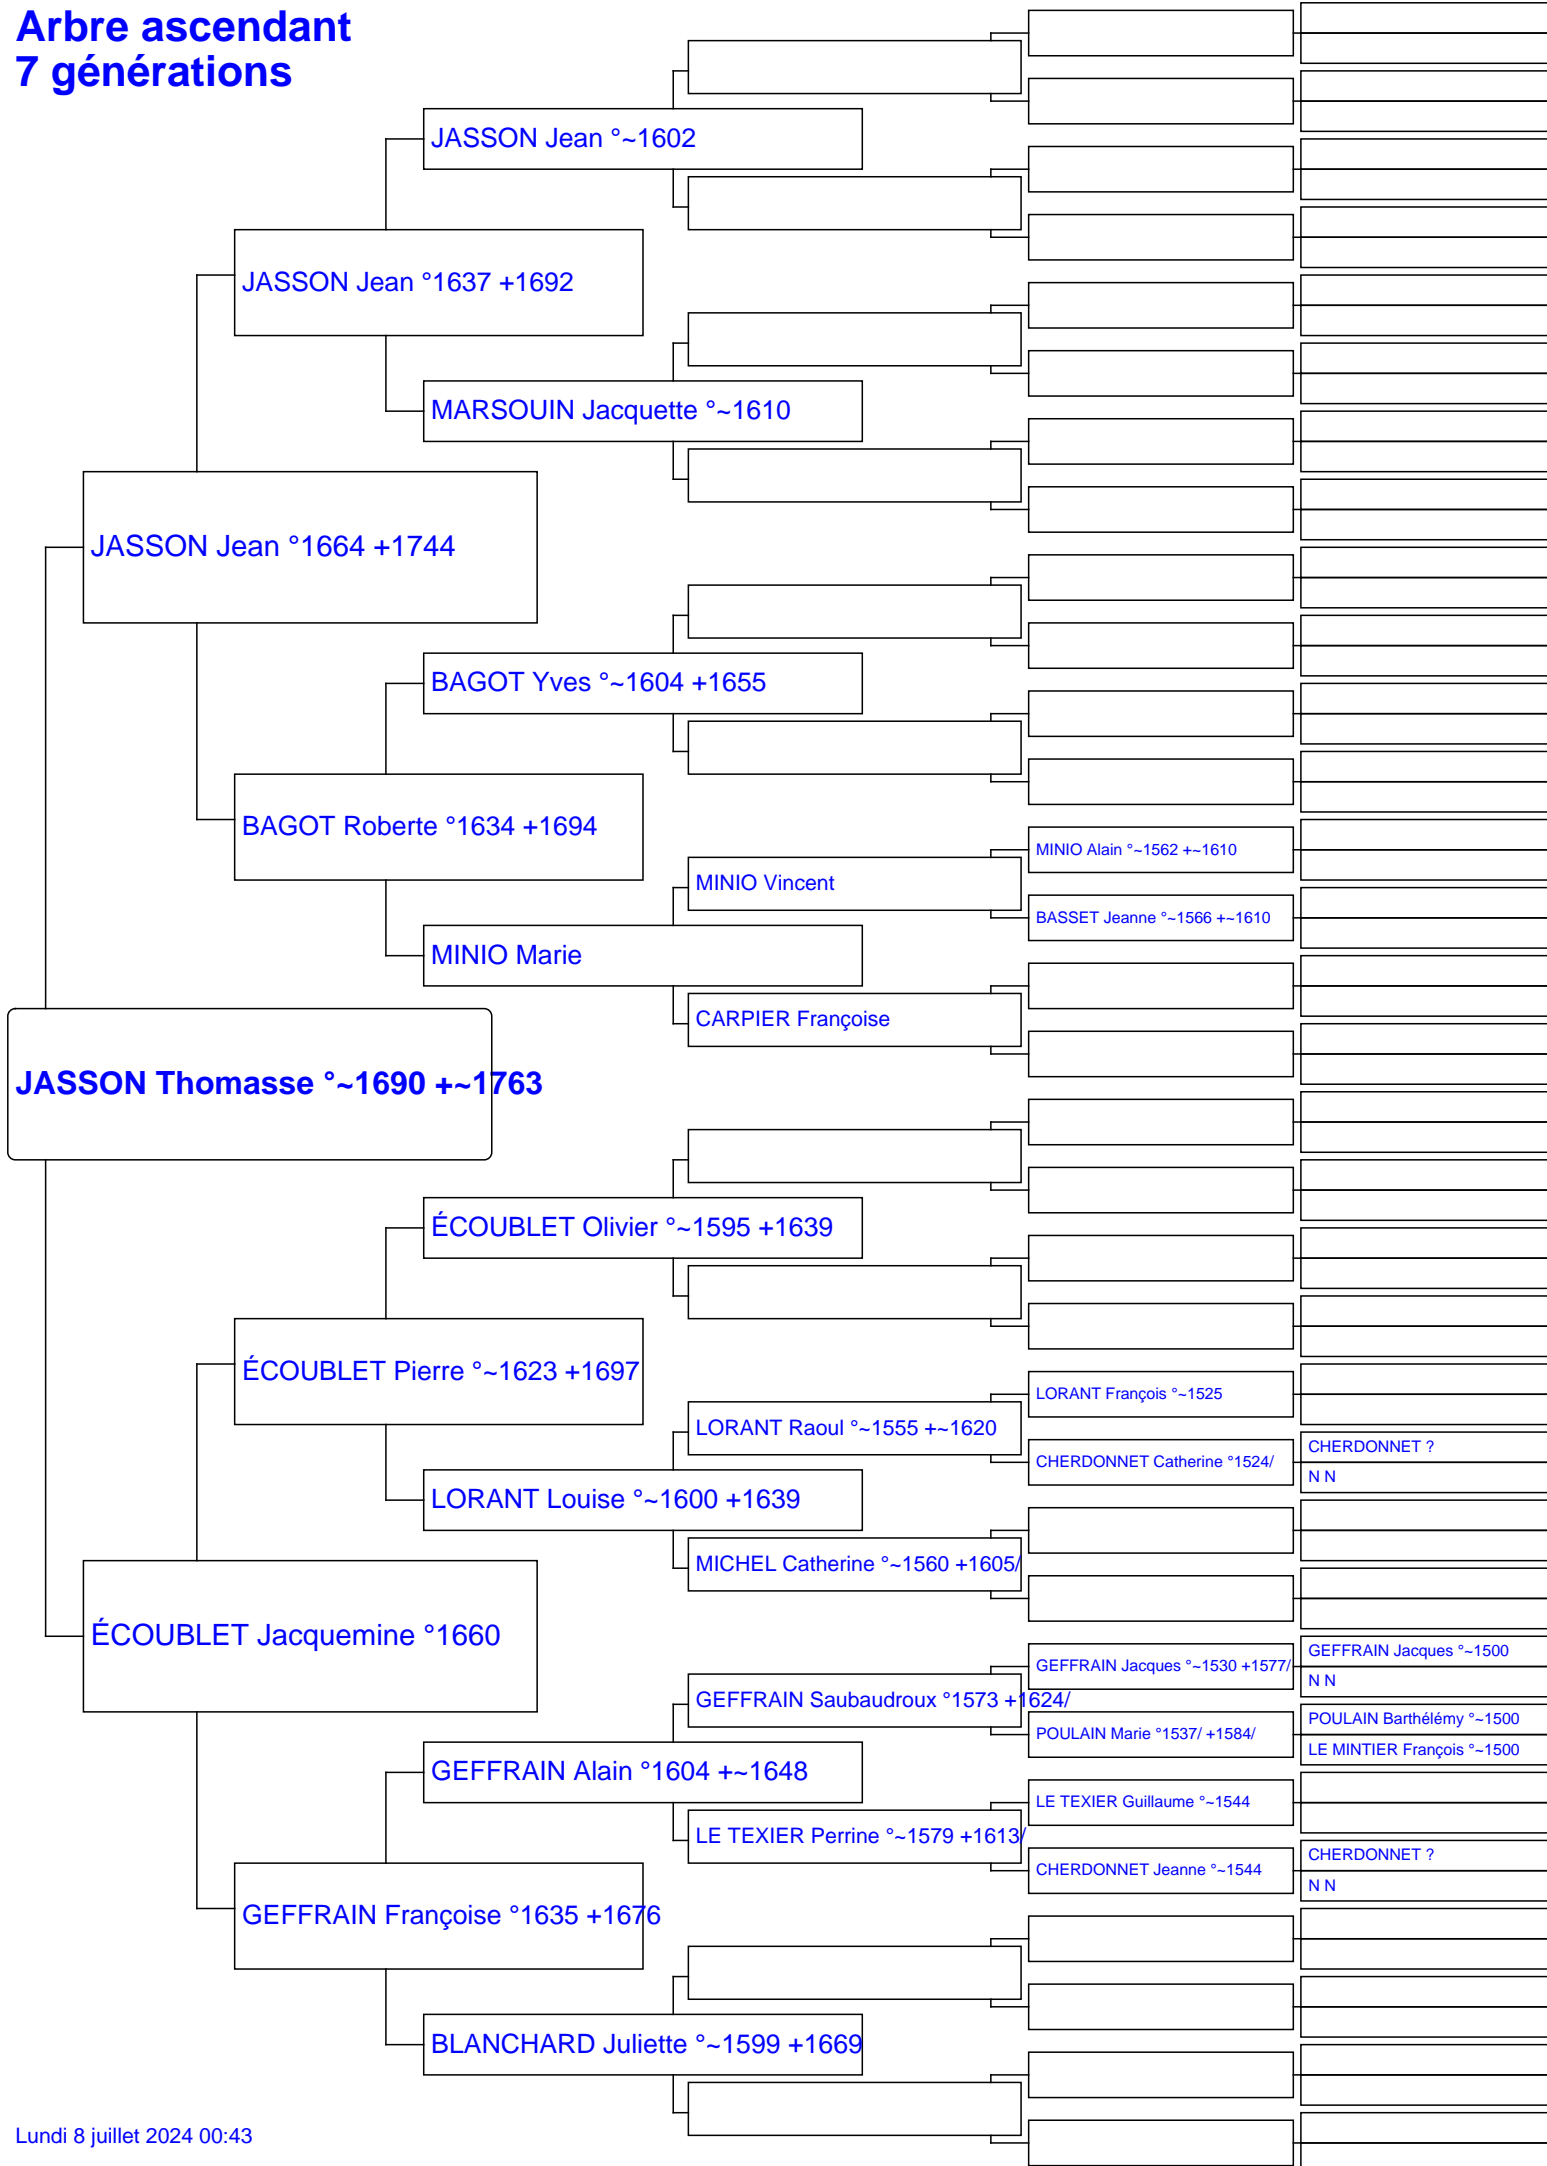 Arbre ascendant
7 générations
JASSON Jean °~1602
JASSON Jean °1637 +1692
MARSOUIN Jacquette °~1610
JASSON Jean °1664 +1744
BAGOT Yves °~1604 +1655
BAGOT Roberte °1634 +1694
MINIO Alain °~1562 +~1610
MINIO Vincent
BASSET Jeanne °~1566 +~1610
MINIO Marie
CARPIER Françoise
JASSON Thomasse °~1690 +~1763
ÉCOUBLET Olivier °~1595 +1639
ÉCOUBLET Pierre °~1623 +1697
LORANT François °~1525
LORANT Raoul °~1555 +~1620
CHERDONNET ?
CHERDONNET Catherine °1524/
N N
LORANT Louise °~1600 +1639
MICHEL Catherine °~1560 +1605/
ÉCOUBLET Jacquemine °1660
GEFFRAIN Jacques °~1500
GEFFRAIN Jacques °~1530 +1577/
N N
GEFFRAIN Saubaudroux °1573 +1624/
POULAIN Barthélémy °~1500
POULAIN Marie °1537/ +1584/
LE MINTIER François °~1500
GEFFRAIN Alain °1604 +~1648
LE TEXIER Guillaume °~1544
LE TEXIER Perrine °~1579 +1613/
CHERDONNET ?
CHERDONNET Jeanne °~1544
N N
GEFFRAIN Françoise °1635 +1676
BLANCHARD Juliette °~1599 +1669
Lundi 8 juillet 2024 00:43